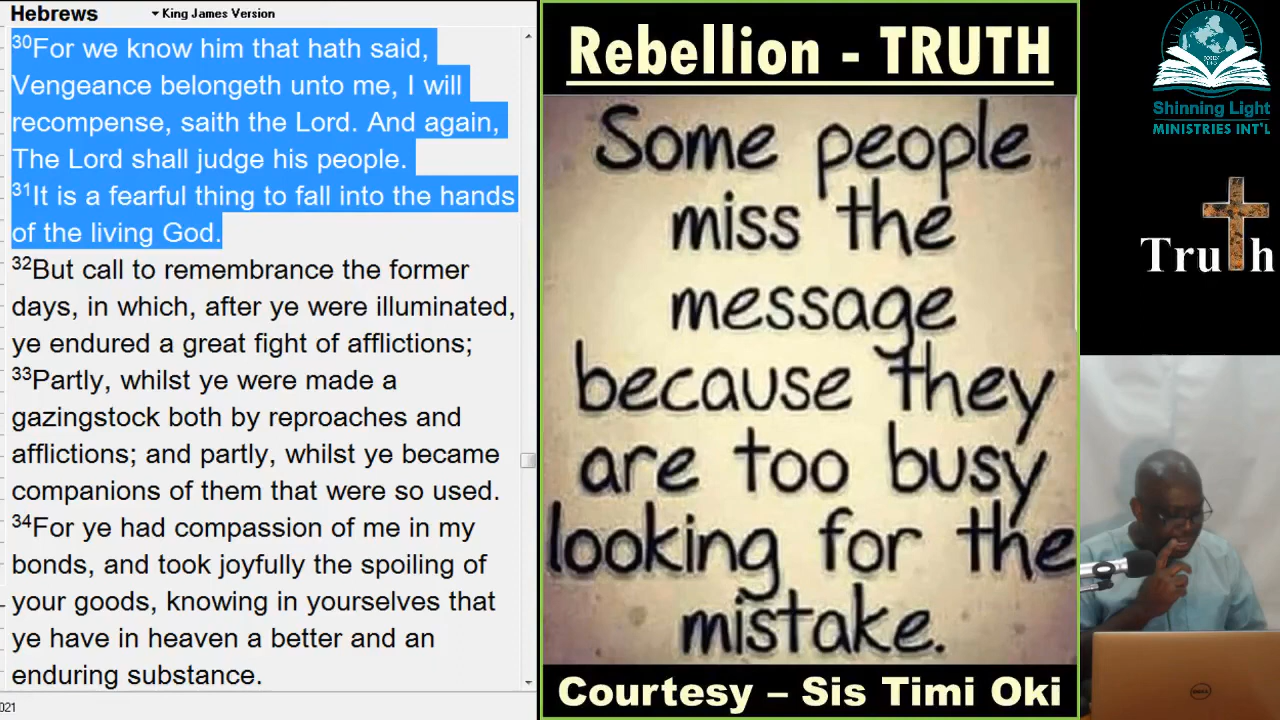 Hebrews
King James Version
30For we know him that hath said,
Vengeance belongeth unto me, I will
recompense, saith the Lord. And again,
The Lord shall judge his people.
31It is a fearful thing to fall into the hands
of the living God.
32But call to remembrance the former
days, in which, after ye were illuminated,
ye endured a great fight of afflictions;
33Partly, whilst ye were made a
gazingstock both by reproaches and
afflictions; and partly, whilst ye became
companions of them that were so used.
34For ye had compassion of me in my
bonds, and took joyfully the spoiling of
your goods, knowing in yourselves that
ye have in heaven a better and an
enduring substance.
021
Rebellion - TRUTH
Some people
miss the
message
because they
are too busy
looking for the
mistake.
Courtesy – Sis Timi Oki
Shinning Light
MINISTRIES INT'L
Truth
DELL